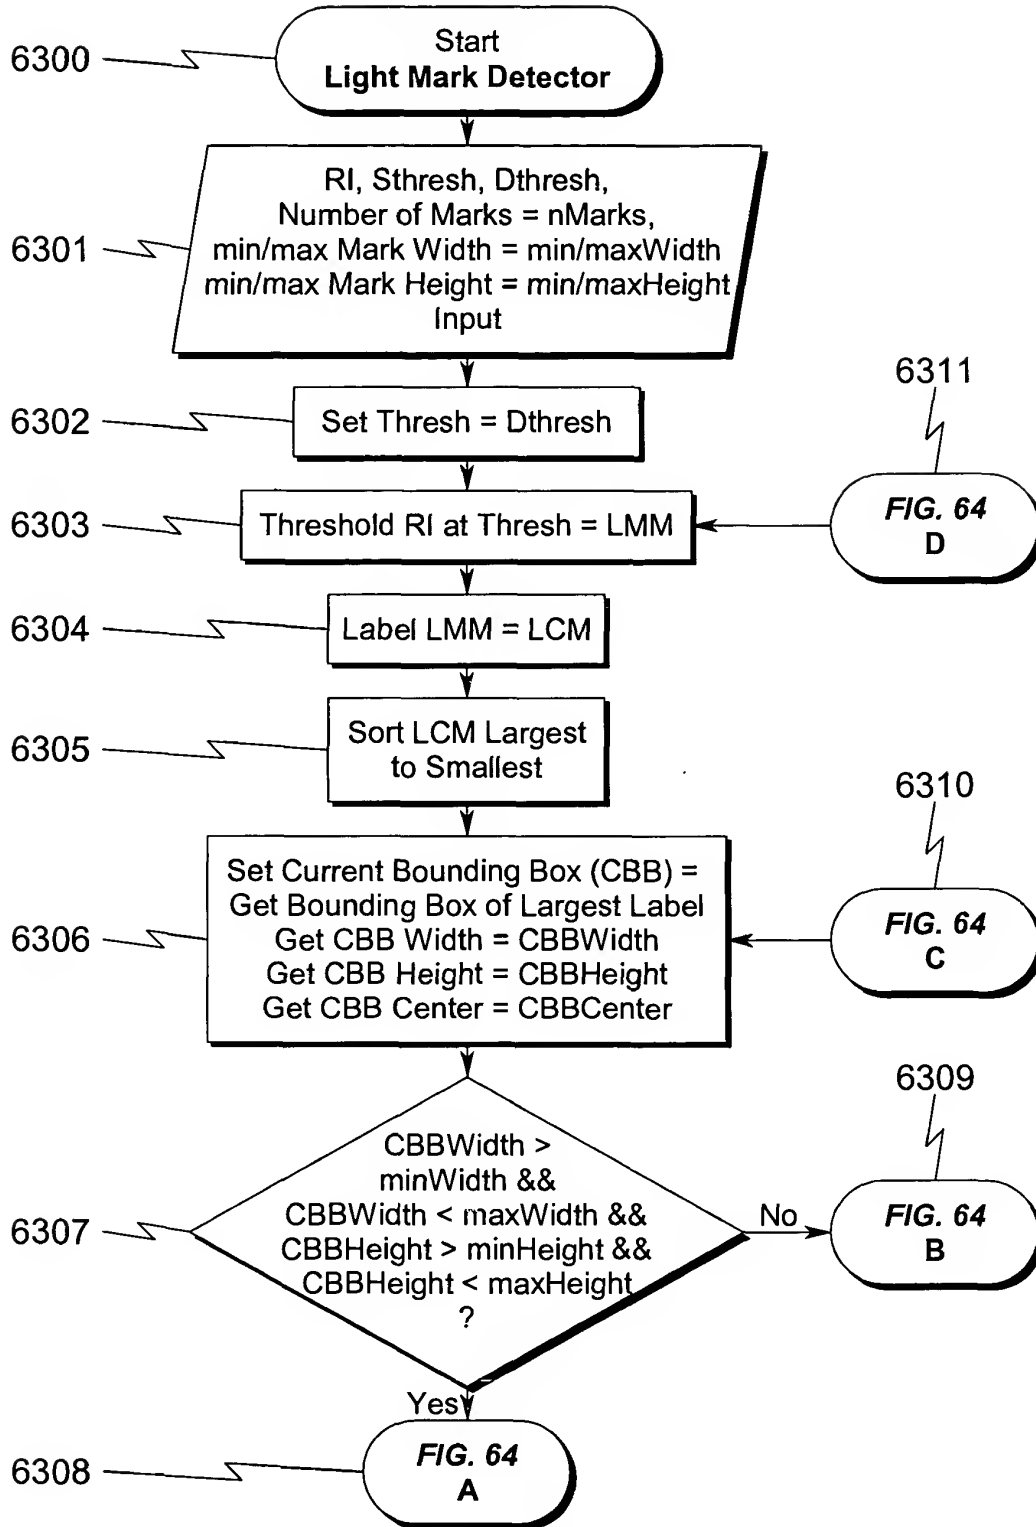 6300
Start
Light Mark Detector
6301
RI, Sthresh, Dthresh,
Number of Marks = nMarks,
min/max Mark Width = min/maxWidth
min/max Mark Height = min/maxHeight
Input
6302
Set Thresh = Dthresh
6311
6303
Threshold RI at Thresh = LMM
FIG. 64
D
6304
Label LMM = LCM
6305
Sort LCM Largest
to Smallest
6310
6306
Set Current Bounding Box (CBB) =
Get Bounding Box of Largest Label
Get CBB Width = CBBWidth
Get CBB Height = CBBHeight
Get CBB Center = CBBCenter
FIG. 64
C
6309
6307
CBBWidth >
minWidth &&
CBBWidth < maxWidth &&
CBBHeight > minHeight &&
CBBHeight < maxHeight
?
No
FIG. 64
B
Yes
6308
FIG. 64
A